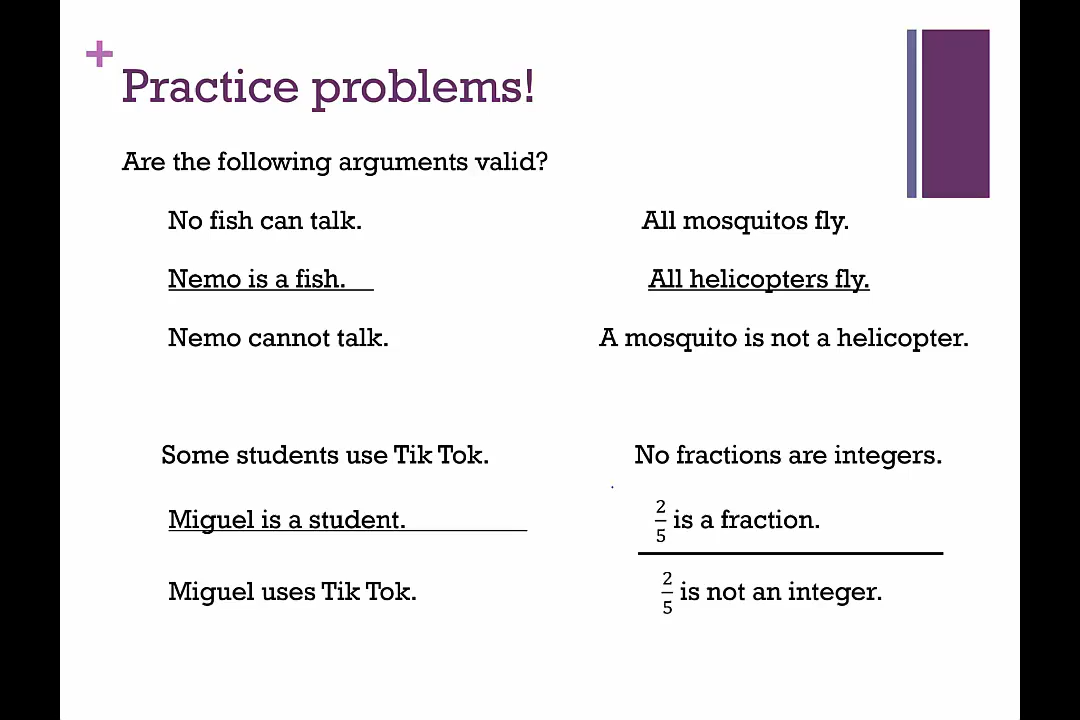 +
Practice problems!
Are the following arguments valid?
No fish can talk.
Nemo is a fish.
Nemo cannot talk.
All mosquitos fly.
All helicopters fly.
A mosquito is not a helicopter.
Some students use Tik Tok.
Miguel is a student.
Miguel uses Tik Tok.
No fractions are integers.
2/5 is a fraction.
2/5 is not an integer.